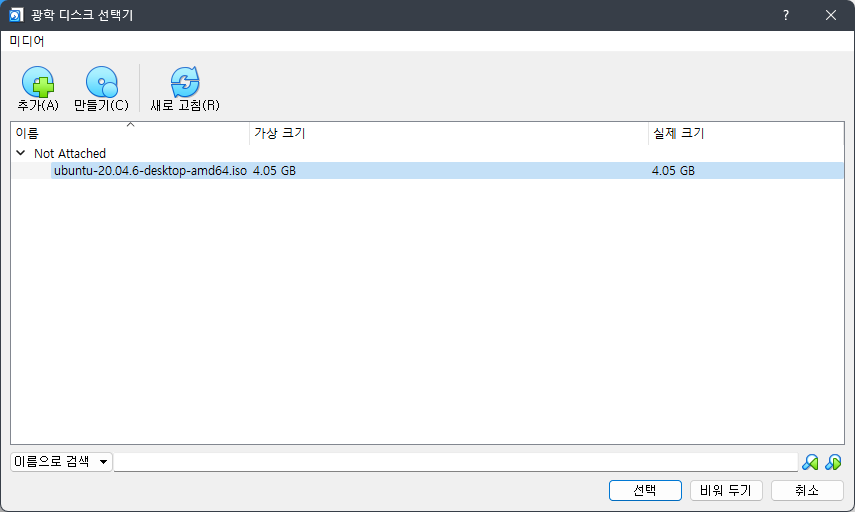 광학 디스크 선택기 ?
미디어
추가(A) 만들기(C) 새로 고침(R)
이름 가상 크기 실제 크기
Not Attached
ubuntu-20.04.6-desktop-amd64.iso 4.05 GB 4.05 GB
이름으로 검색
선택 비워 두기 취소